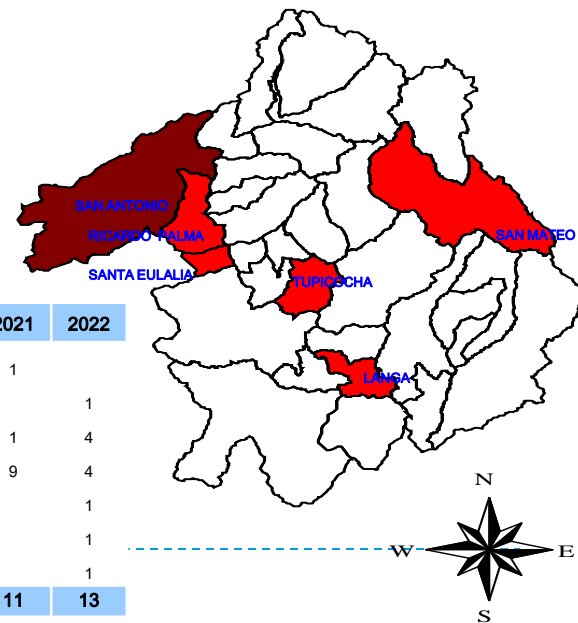 SAN ANTONIO
RICARDO PALMA
SAN MATEO
SANTA EULALIA
TUPICOCHA
LANGA
2021 2022
1
1
1 4
9 4
1
1
1
11 13
N
W E
S